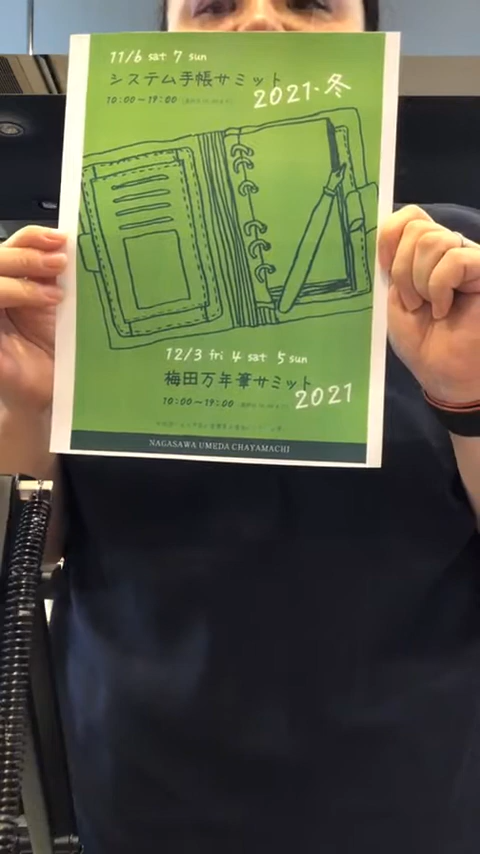 11/6 sat 7 sun
システム手帳サミット
2021・冬
10:00〜19:00
12/3 fri 4 sat 5 sun
梅田万年筆サミット
2021
10:00〜19:00
NAGASAWA UMEDA CHAYAMACHI